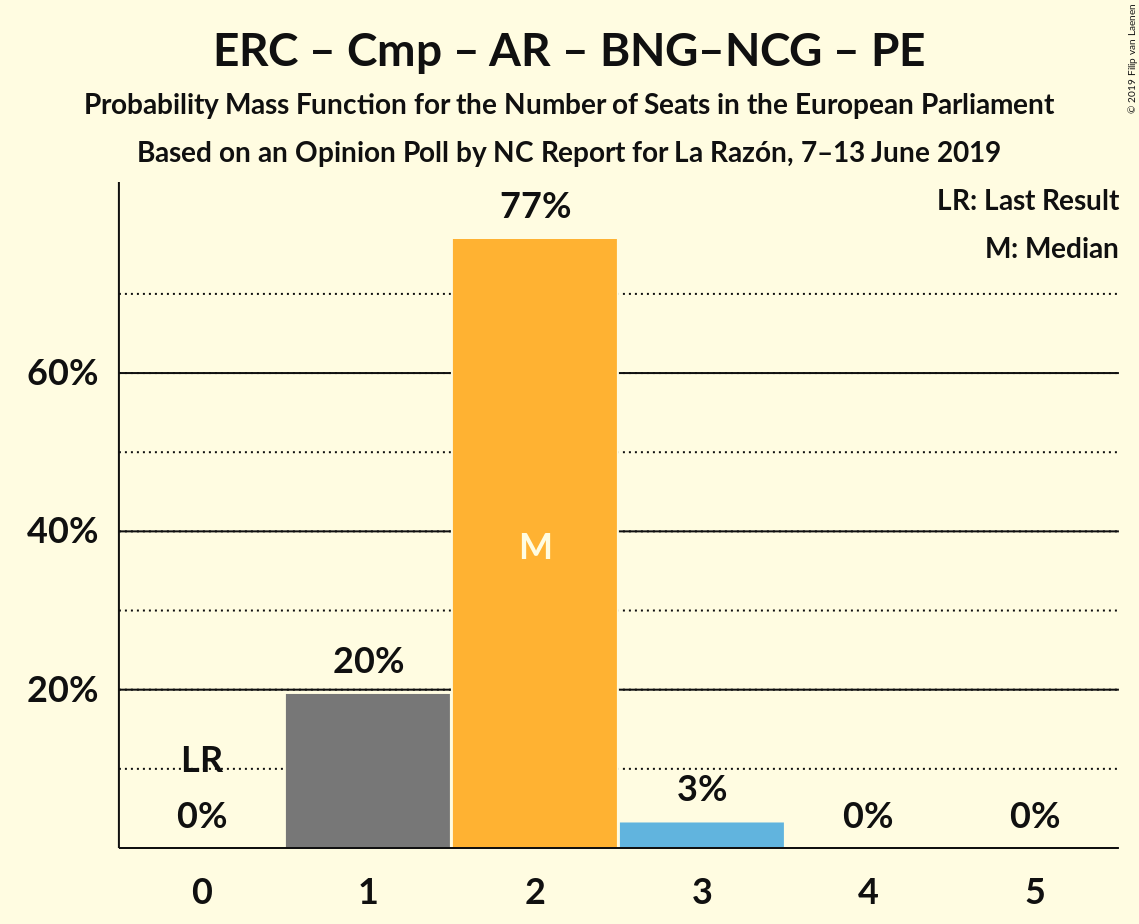 ERC – Cmp – AR – BNG–NCG – PE
Probability Mass Function for the Number of Seats in the European Parliament
Based on an Opinion Poll by NC Report for La Razón, 7–13 June 2019
© 2019 Filip van Laenen
LR: Last Result
M: Median
77%
60%
40%
M
20%
20%
LR
0%
3%
0%
0%
0 1 2 3 4 5